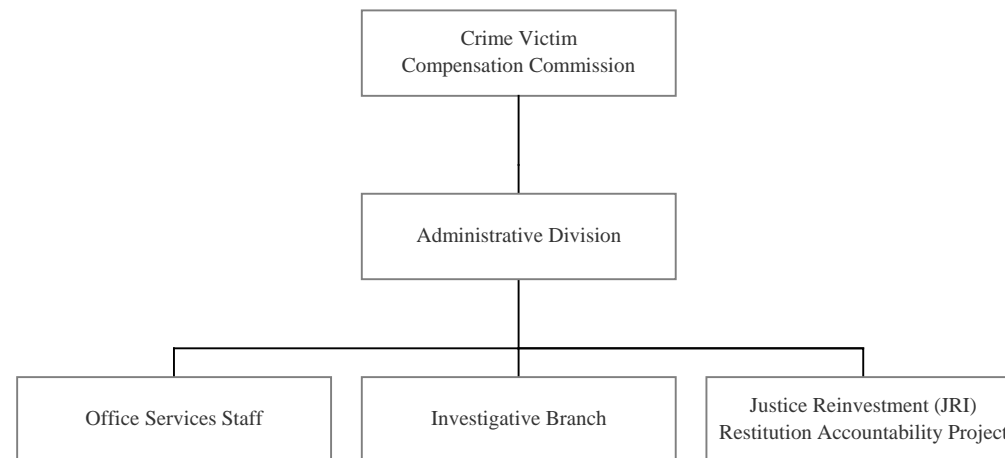 Crime Victim
Compensation Commission
Administrative Division
Office Services Staff
Investigative Branch
Justice Reinvestment (JRI)
Restitution Accountability Project